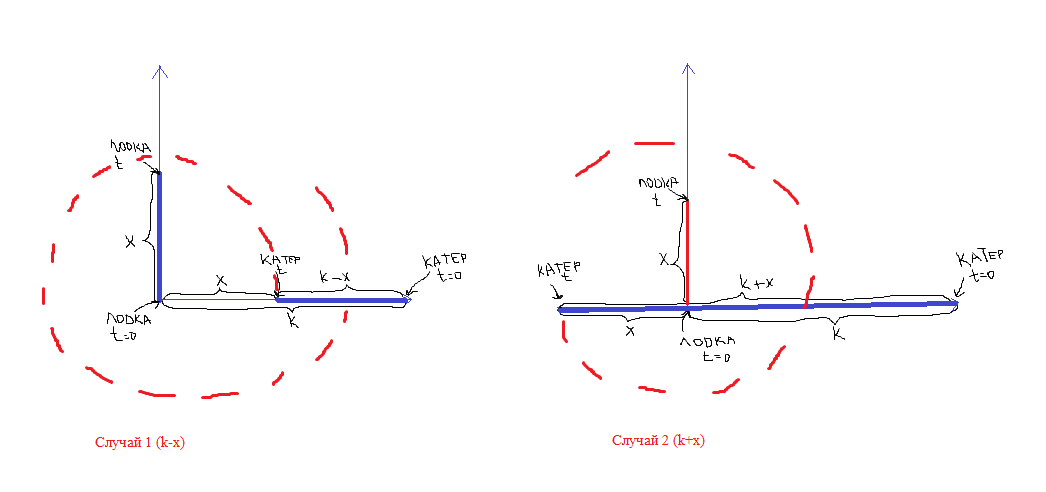 ЛОДКА
t
X
КАТЕР
t
X
k-x
КАТЕР
t=0
k
ЛОДКА
t=0
Случай 1 (k-x)
ЛОДКА
t
X
КАТЕР
t
k+x
КАТЕР
t=0
X
ЛОДКА
t=0
k
Случай 2 (k+x)